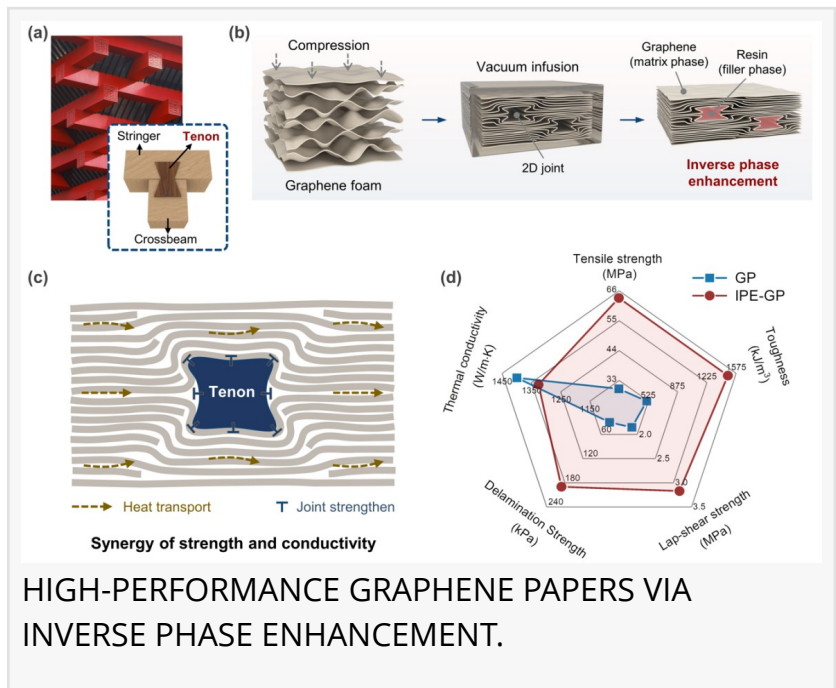 (a)
Stringer
Tenon
Crossbeam
(b)
Compression
Graphene foam
Vacuum infusion
2D joint
Graphene
(matrix phase)
Resin
(filler phase)
Inverse phase
enhancement
(c)
Tenon
Heat transport
Joint strengthen
Synergy of strength and conductivity
(d)
GP
IPE-GP
Tensile strength
(MPa)
66
55
44
33
Toughness
(kJ/m³)
1575
1225
875
525
Lap-shear strength
(MPa)
3.5
3.0
2.5
2.0
Delamination Strength
(kPa)
240
180
120
60
Thermal conductivity
(W/m·K)
1450
1350
1250
1150
HIGH-PERFORMANCE GRAPHENE PAPERS VIA
INVERSE PHASE ENHANCEMENT.